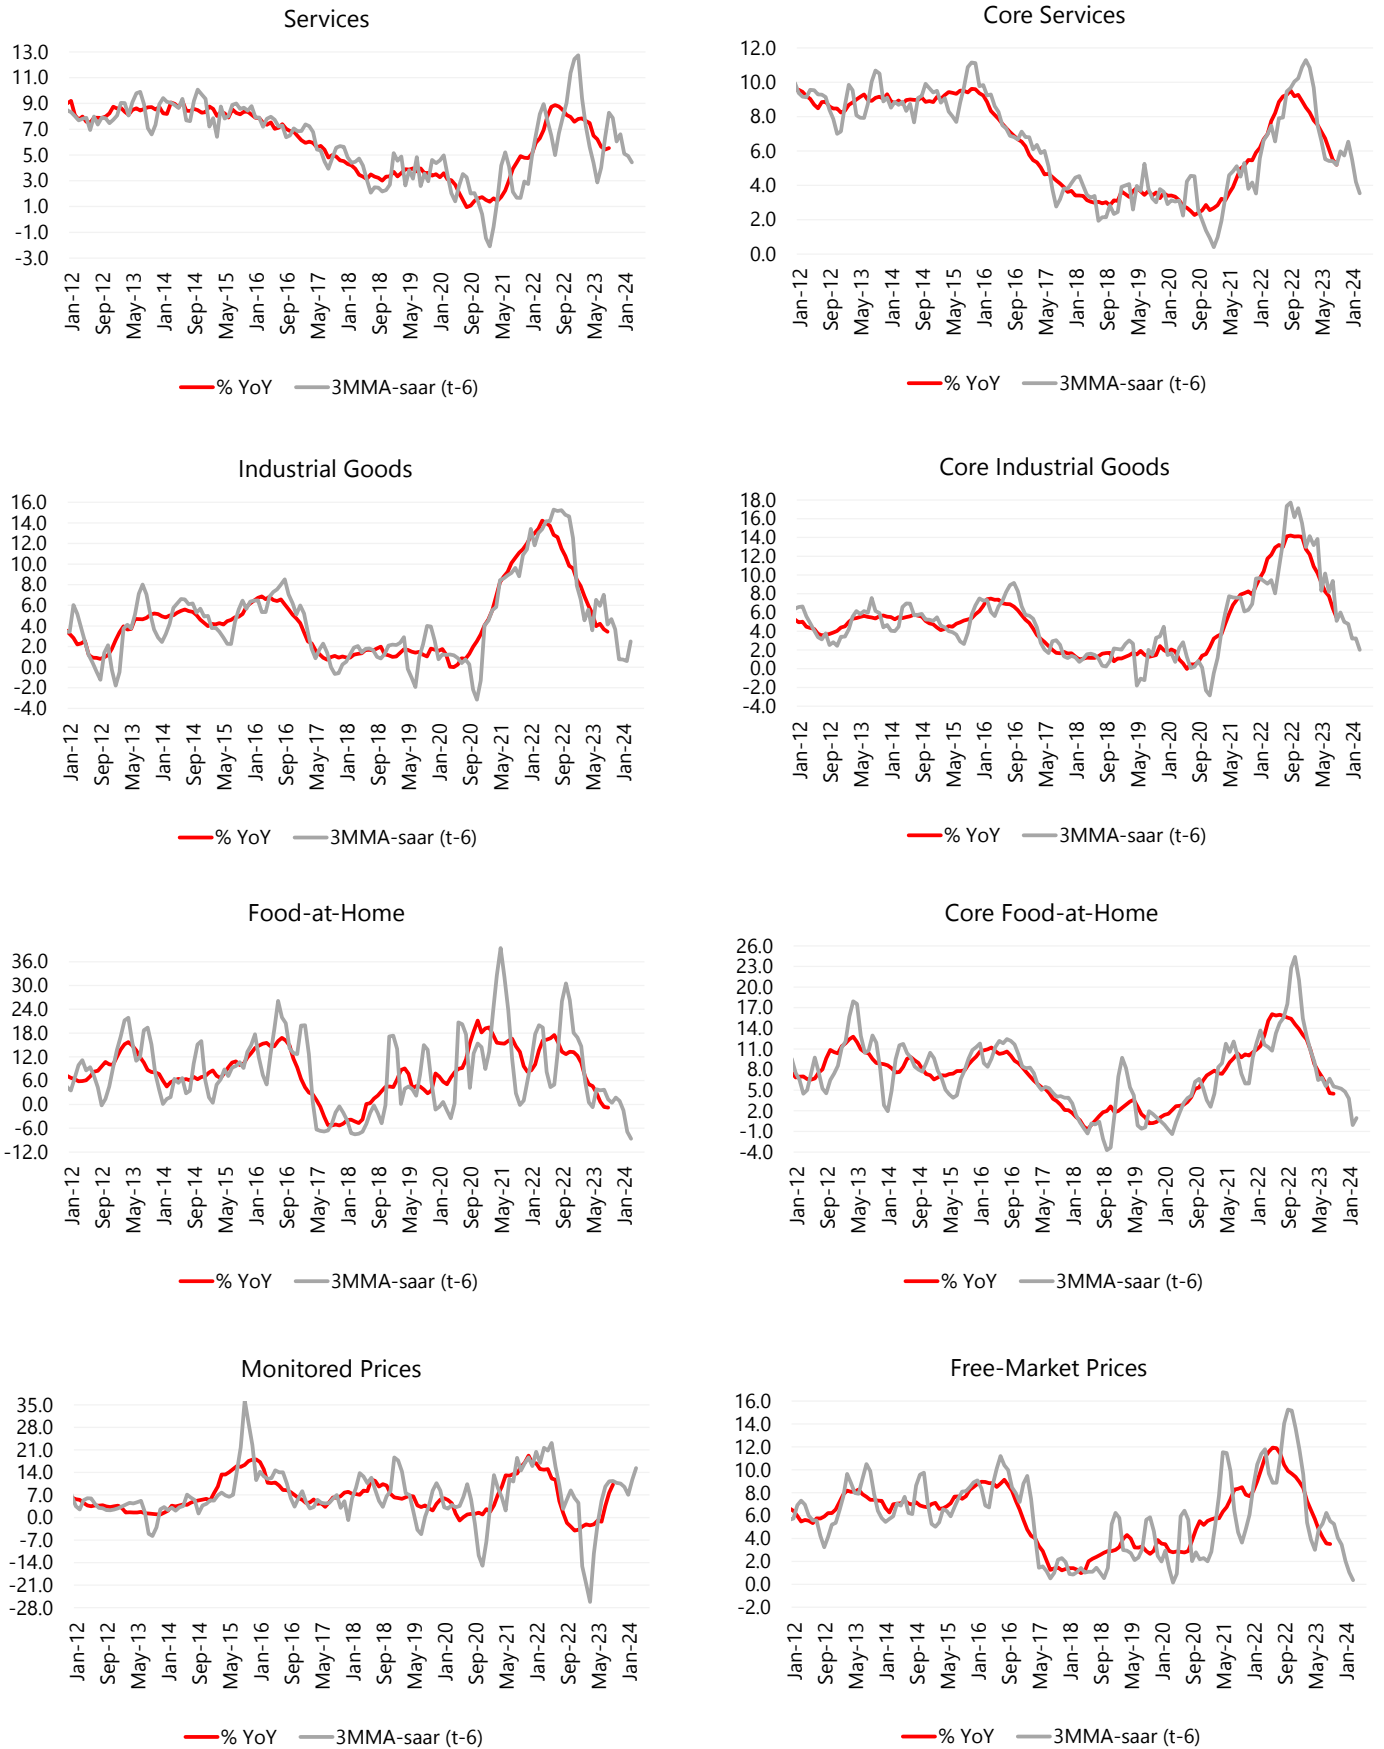 Services
13.0
11.0
9.0
7.0
5.0
3.0
1.0
-1.0
-3.0
Jan-12
Sep-12
May-13
Jan-14
Sep-14
May-15
Jan-16
Sep-16
May-17
Jan-18
Sep-18
May-19
Jan-20
Sep-20
May-21
Jan-22
Sep-22
May-23
Jan-24
% YoY
3MMA-saar (t-6)
Core Services
12.0
10.0
8.0
6.0
4.0
2.0
0.0
Jan-12
Sep-12
May-13
Jan-14
Sep-14
May-15
Jan-16
Sep-16
May-17
Jan-18
Sep-18
May-19
Jan-20
Sep-20
May-21
Jan-22
Sep-22
May-23
Jan-24
% YoY
3MMA-saar (t-6)
Industrial Goods
16.0
14.0
12.0
10.0
8.0
6.0
4.0
2.0
0.0
-2.0
-4.0
Jan-12
Sep-12
May-13
Jan-14
Sep-14
May-15
Jan-16
Sep-16
May-17
Jan-18
Sep-18
May-19
Jan-20
Sep-20
May-21
Jan-22
Sep-22
May-23
Jan-24
% YoY
3MMA-saar (t-6)
Core Industrial Goods
18.0
16.0
14.0
12.0
10.0
8.0
6.0
4.0
2.0
0.0
-2.0
-4.0
Jan-12
Sep-12
May-13
Jan-14
Sep-14
May-15
Jan-16
Sep-16
May-17
Jan-18
Sep-18
May-19
Jan-20
Sep-20
May-21
Jan-22
Sep-22
May-23
Jan-24
% YoY
3MMA-saar (t-6)
Food-at-Home
36.0
30.0
24.0
18.0
12.0
6.0
0.0
-6.0
-12.0
Jan-12
Sep-12
May-13
Jan-14
Sep-14
May-15
Jan-16
Sep-16
May-17
Jan-18
Sep-18
May-19
Jan-20
Sep-20
May-21
Jan-22
Sep-22
May-23
Jan-24
% YoY
3MMA-saar (t-6)
Core Food-at-Home
26.0
23.0
20.0
17.0
14.0
11.0
8.0
5.0
2.0
-1.0
-4.0
Jan-12
Sep-12
May-13
Jan-14
Sep-14
May-15
Jan-16
Sep-16
May-17
Jan-18
Sep-18
May-19
Jan-20
Sep-20
May-21
Jan-22
Sep-22
May-23
Jan-24
% YoY
3MMA-saar (t-6)
Monitored Prices
35.0
28.0
21.0
14.0
7.0
0.0
-7.0
-14.0
-21.0
-28.0
Jan-12
Sep-12
May-13
Jan-14
Sep-14
May-15
Jan-16
Sep-16
May-17
Jan-18
Sep-18
May-19
Jan-20
Sep-20
May-21
Jan-22
Sep-22
May-23
Jan-24
% YoY
3MMA-saar (t-6)
Free-Market Prices
16.0
14.0
12.0
10.0
8.0
6.0
4.0
2.0
0.0
-2.0
Jan-12
Sep-12
May-13
Jan-14
Sep-14
May-15
Jan-16
Sep-16
May-17
Jan-18
Sep-18
May-19
Jan-20
Sep-20
May-21
Jan-22
Sep-22
May-23
Jan-24
% YoY
3MMA-saar (t-6)